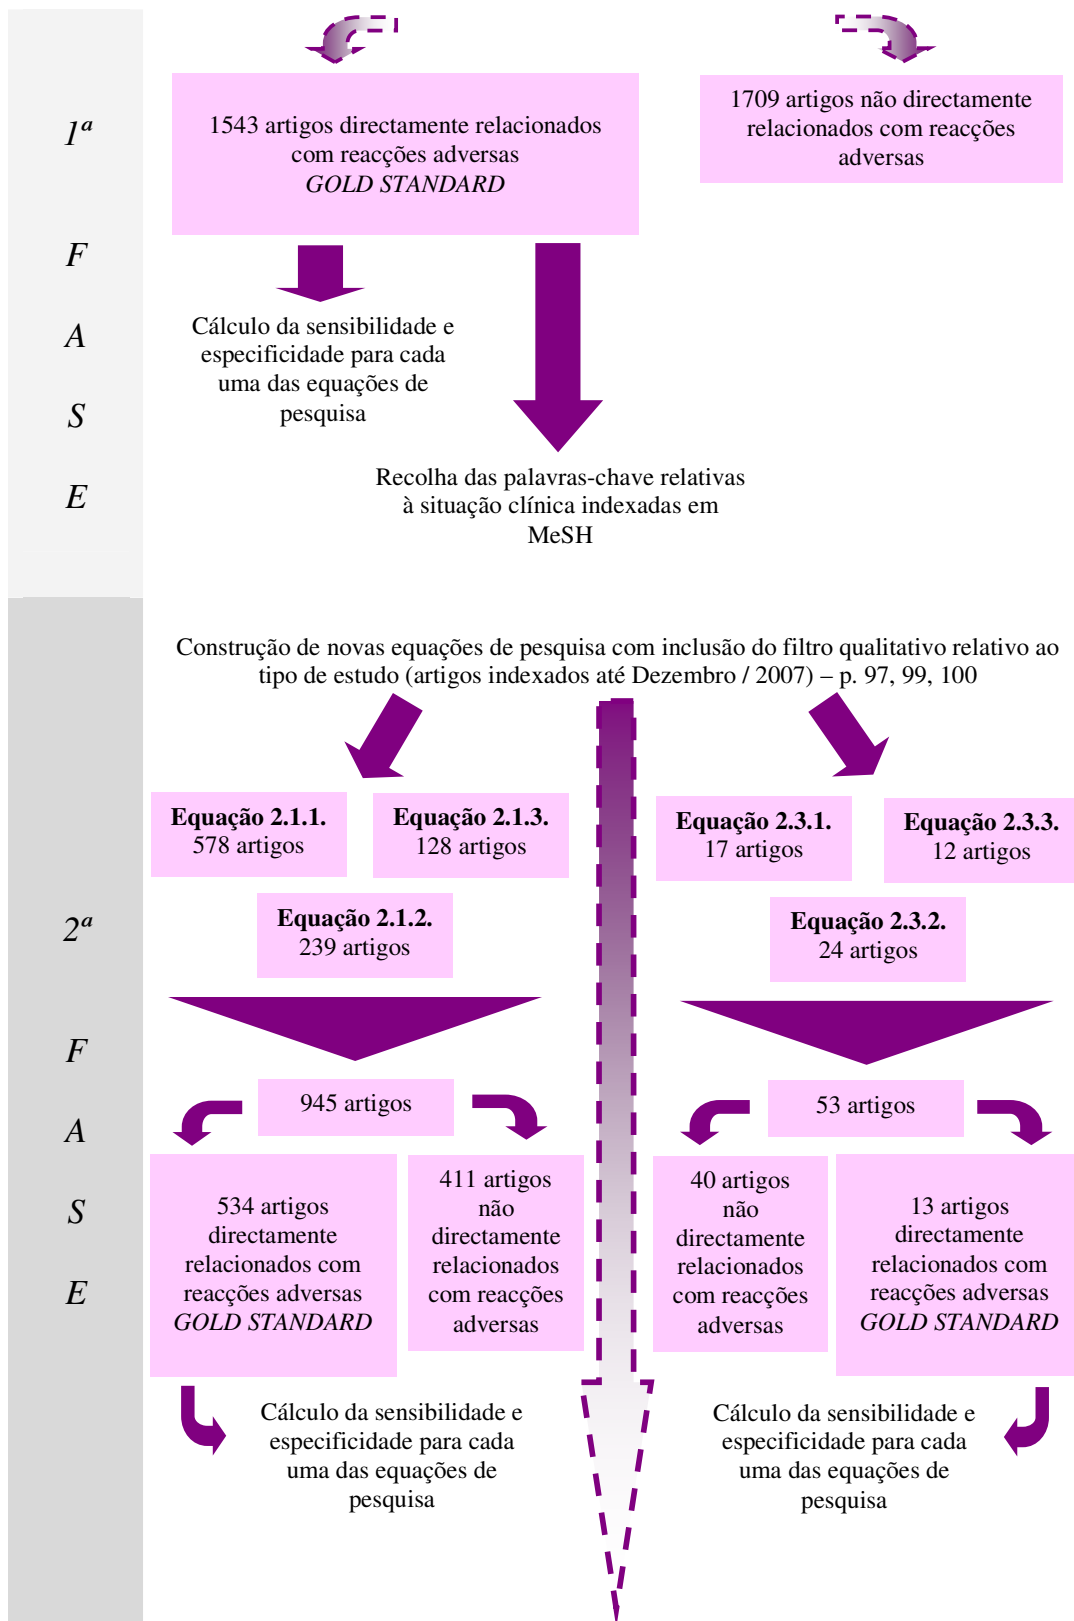 1ª
F
A
S
E
1543 artigos directamente relacionados
com reacções adversas
GOLD STANDARD
1709 artigos não directamente
relacionados com reacções
adversas
Cálculo da sensibilidade e
especificidade para cada
uma das equações de
pesquisa
Recolha das palavras-chave relativas
à situação clínica indexadas em
MeSH
2ª
F
A
S
E
Construção de novas equações de pesquisa com inclusão do filtro qualitativo relativo ao
tipo de estudo (artigos indexados até Dezembro / 2007) – p. 97, 99, 100
Equação 2.1.1.
578 artigos
Equação 2.1.3.
128 artigos
Equação 2.1.2.
239 artigos
Equação 2.3.1.
17 artigos
Equação 2.3.3.
12 artigos
Equação 2.3.2.
24 artigos
945 artigos
53 artigos
534 artigos
directamente
relacionados com
reacções adversas
GOLD STANDARD
411 artigos
não
directamente
relacionados
com reacções
adversas
40 artigos
não
directamente
relacionados
com reacções
adversas
13 artigos
directamente
relacionados com
reacções adversas
GOLD STANDARD
Cálculo da sensibilidade e
especificidade para cada
uma das equações de
pesquisa
Cálculo da sensibilidade e
especificidade para cada
uma das equações de
pesquisa